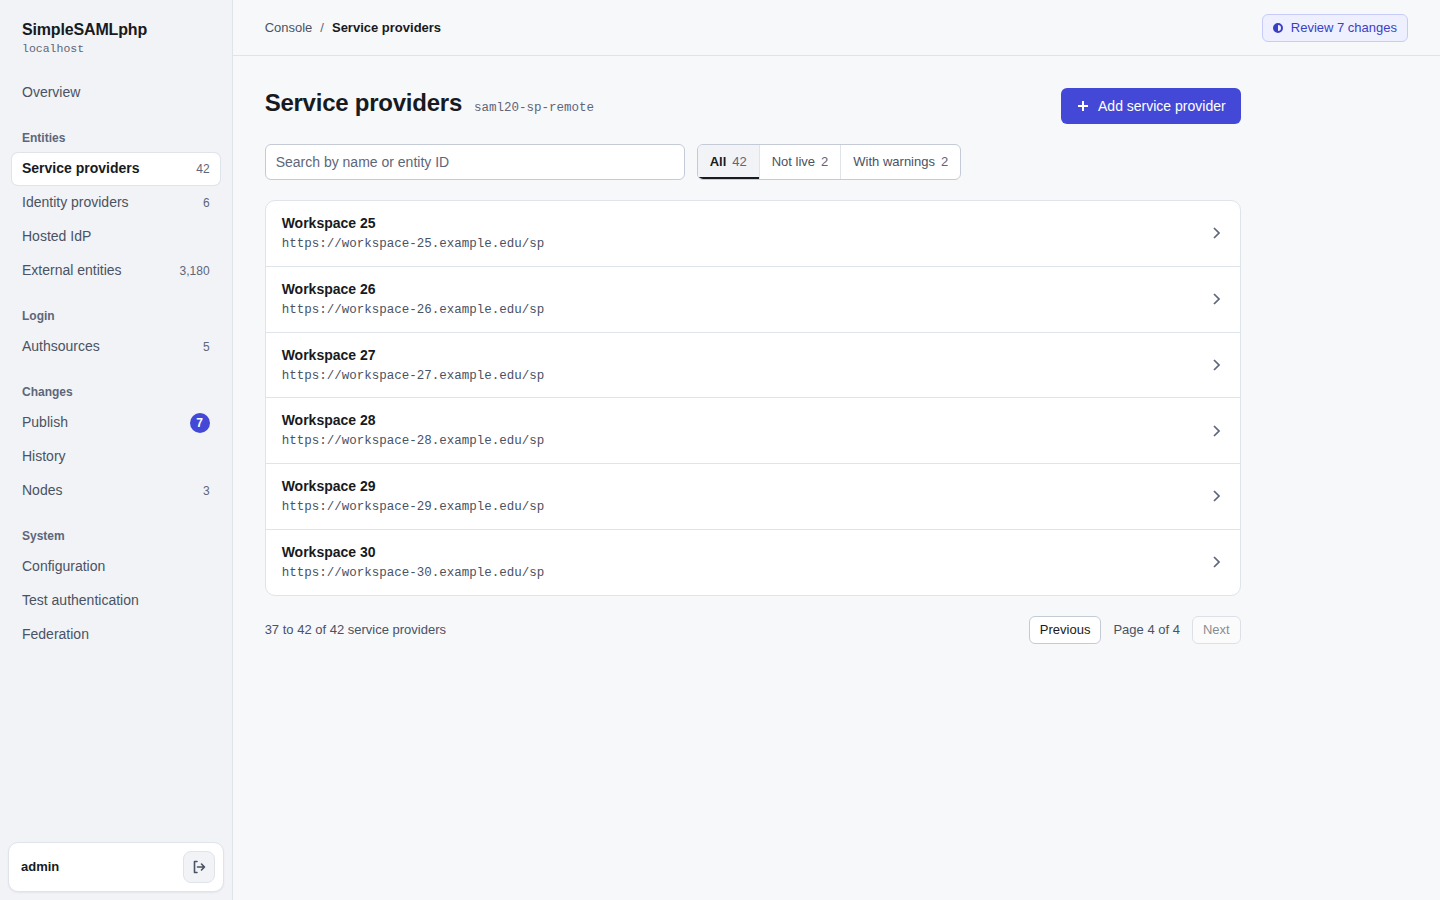 SimpleSAMLphp
localhost
Overview
Entities
Service providers 42
Identity providers 6
Hosted IdP
External entities 3,180
Login
Authsources 5
Changes
Publish 7
History
Nodes 3
System
Configuration
Test authentication
Federation
admin
Console / Service providers
Review 7 changes
Service providers saml20-sp-remote
Add service provider
Search by name or entity ID
All 42 Not live 2 With warnings 2
Workspace 25
https://workspace-25.example.edu/sp
Workspace 26
https://workspace-26.example.edu/sp
Workspace 27
https://workspace-27.example.edu/sp
Workspace 28
https://workspace-28.example.edu/sp
Workspace 29
https://workspace-29.example.edu/sp
Workspace 30
https://workspace-30.example.edu/sp
37 to 42 of 42 service providers
Previous Page 4 of 4 Next